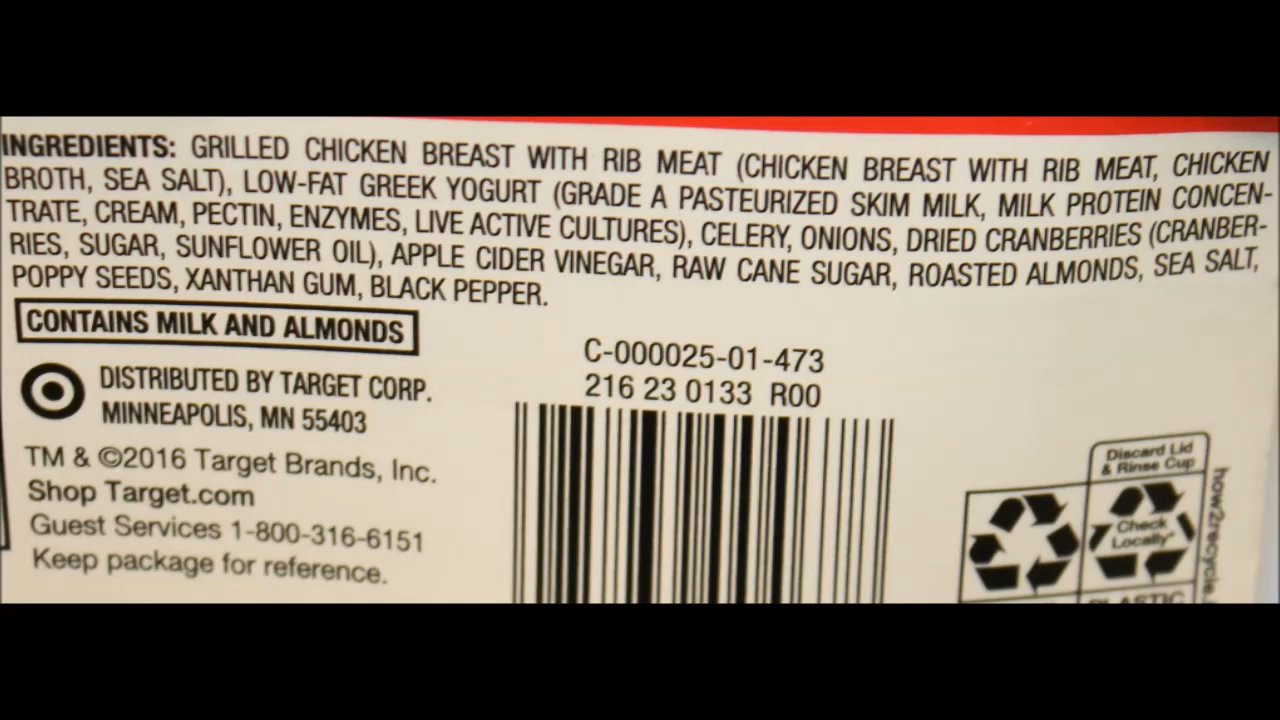 INGREDIENTS: GRILLED CHICKEN BREAST WITH RIB MEAT (CHICKEN BREAST WITH RIB MEAT, CHICKEN
BROTH, SEA SALT), LOW-FAT GREEK YOGURT (GRADE A PASTEURIZED SKIM MILK, MILK PROTEIN CONCEN-
TRATE, CREAM, PECTIN, ENZYMES, LIVE ACTIVE CULTURES), CELERY, ONIONS, DRIED CRANBERRIES (CRANBER-
RIES, SUGAR, SUNFLOWER OIL), APPLE CIDER VINEGAR, RAW CANE SUGAR, ROASTED ALMONDS, SEA SALT,
POPPY SEEDS, XANTHAN GUM, BLACK PEPPER.
CONTAINS MILK AND ALMONDS
DISTRIBUTED BY TARGET CORP.
MINNEAPOLIS, MN 55403
TM & ©2016 Target Brands, Inc.
Shop Target.com
Guest Services 1-800-316-6151
Keep package for reference.
C-000025-01-473
216 23 0133 R00
Discard Lid
& Rinse Cup
Check
Locally*
PLASTIC
how2recycle.